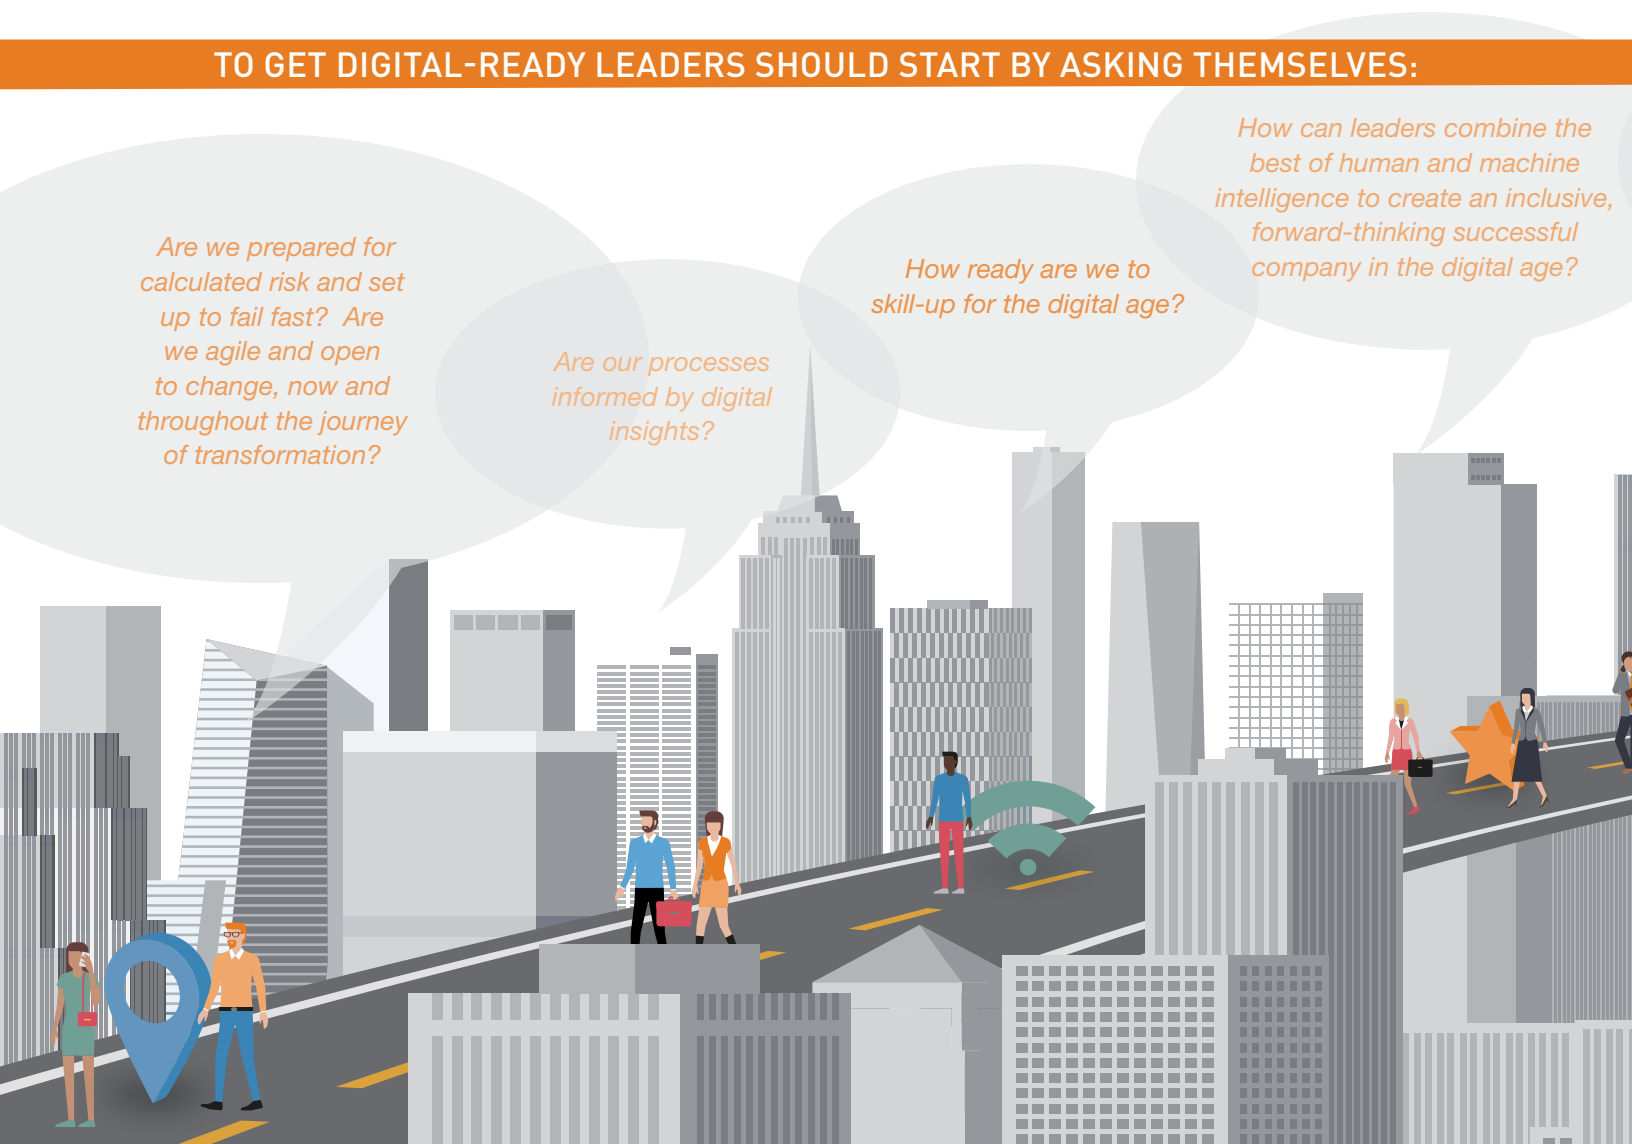 TO GET DIGITAL-READY LEADERS SHOULD START BY ASKING THEMSELVES:
Are we prepared for
calculated risk and set
up to fail fast? Are
we agile and open
to change, now and
throughout the journey
of transformation?
Are our processes
informed by digital
insights?
How ready are we to
skill-up for the digital age?
How can leaders combine the
best of human and machine
intelligence to create an inclusive,
forward-thinking successful
company in the digital age?